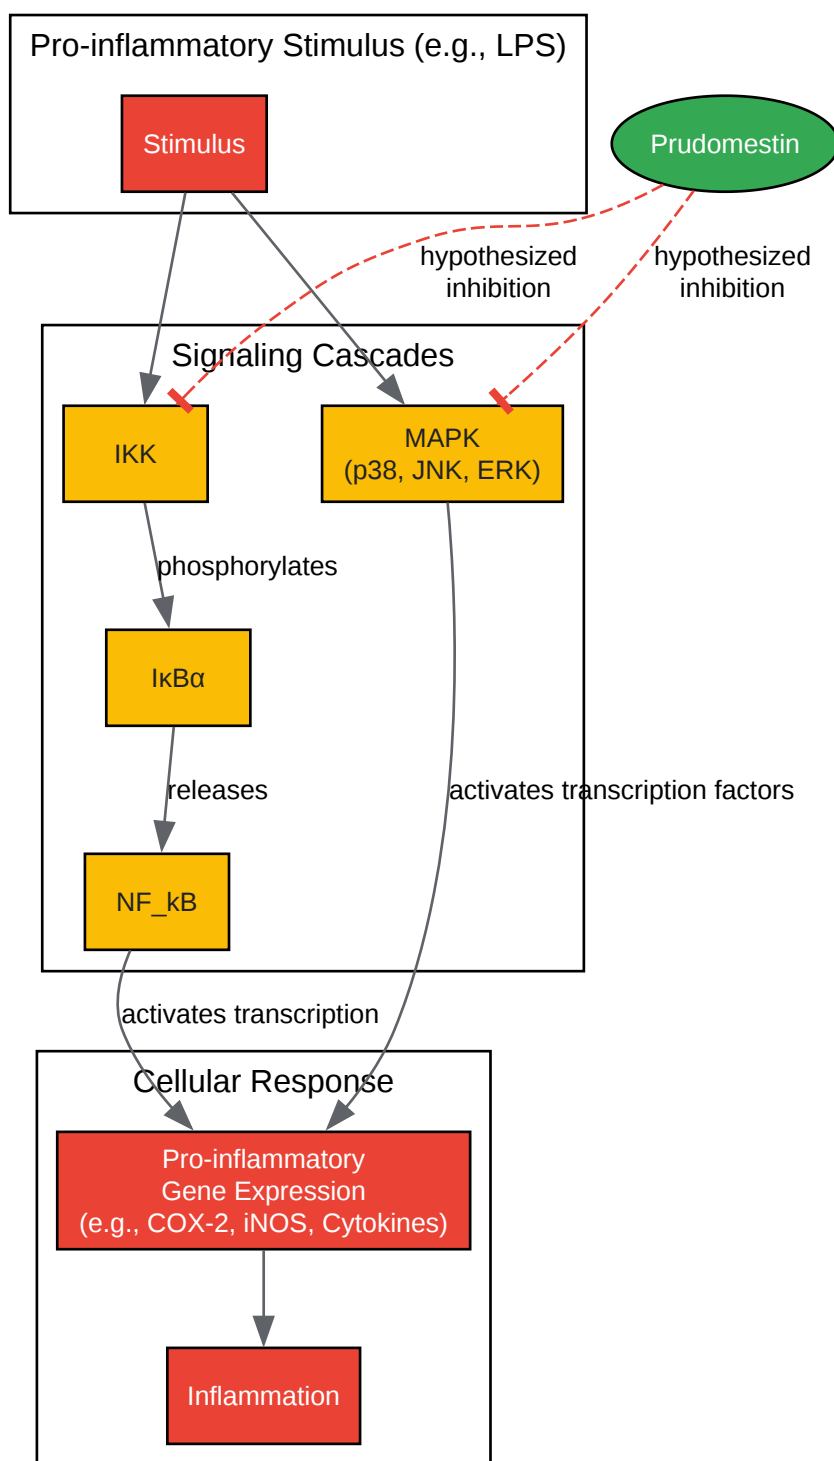 Pro-inflammatory Stimulus (e.g., LPS)
Stimulus
Prudomestin
hypothesized
inhibition
hypothesized
inhibition
Signaling Cascades
IKK
MAPK
(p38, JNK, ERK)
phosphorylates
IκBα
releases
activates transcription factors
NF_kB
activates transcription
Cellular Response
Pro-inflammatory
Gene Expression
(e.g., COX-2, iNOS, Cytokines)
Inflammation